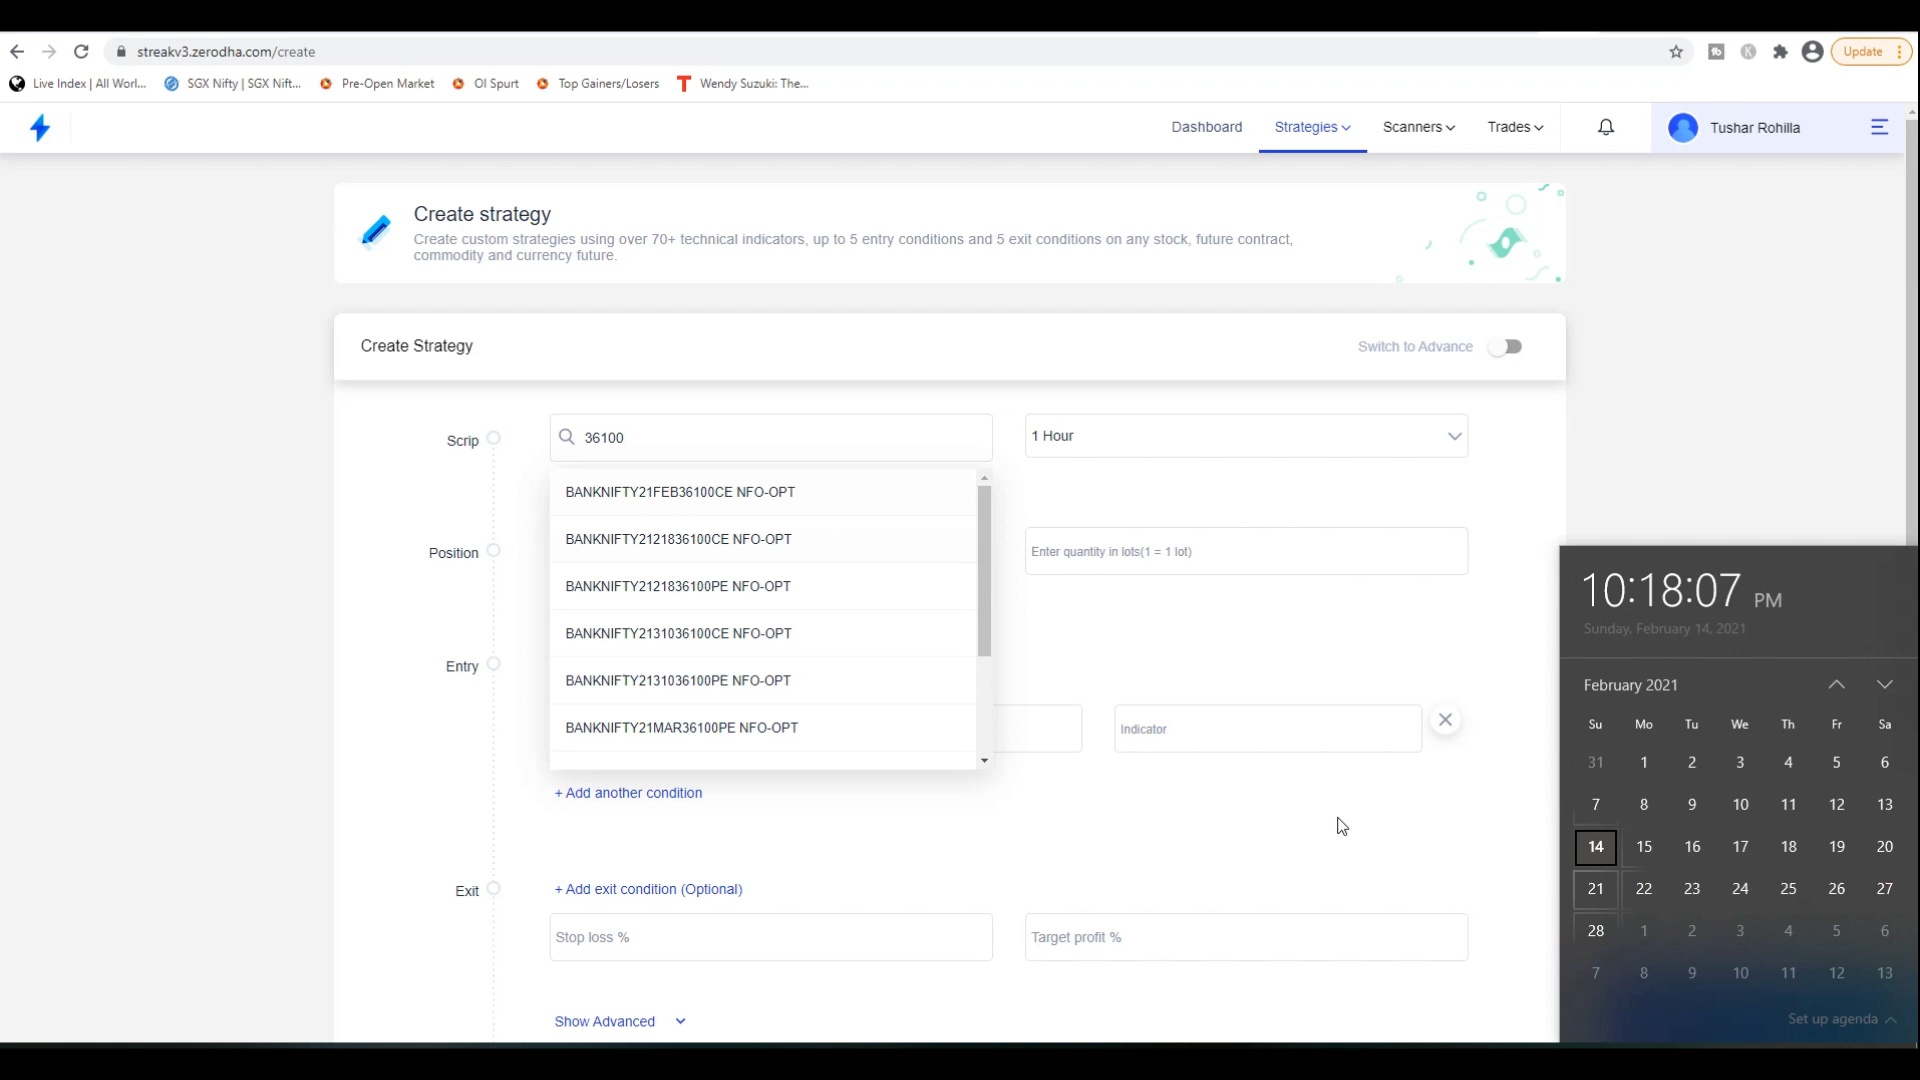 streakv3.zerodha.com/create
Update
Live Index | All Worl...
SGX Nifty | SGX Nift...
Pre-Open Market
OI Spurt
Top Gainers/Losers
T
Wendy Suzuki: The...
Dashboard
Strategies
Scanners
Trades
Tushar Rohilla
Create strategy
Create custom strategies using over 70+ technical indicators, up to 5 entry conditions and 5 exit conditions on any stock, future contract,
commodity and currency future.
Create Strategy
Switch to Advance
Scrip
36100
1 Hour
BANKNIFTY21FEB36100CE NFO-OPT
BANKNIFTY2121836100CE NFO-OPT
BANKNIFTY2121836100PE NFO-OPT
BANKNIFTY2131036100CE NFO-OPT
BANKNIFTY2131036100PE NFO-OPT
BANKNIFTY21MAR36100PE NFO-OPT
Position
Enter quantity in lots(1 = 1 lot)
Entry
Indicator
+ Add another condition
Exit
+ Add exit condition (Optional)
Stop loss %
Target profit %
Show Advanced
10:18:07 PM
Sunday, February 14, 2021
February 2021
Su Mo Tu We Th Fr Sa
31 1 2 3 4 5 6
7 8 9 10 11 12 13
14 15 16 17 18 19 20
21 22 23 24 25 26 27
28 1 2 3 4 5 6
7 8 9 10 11 12 13
Set up agenda